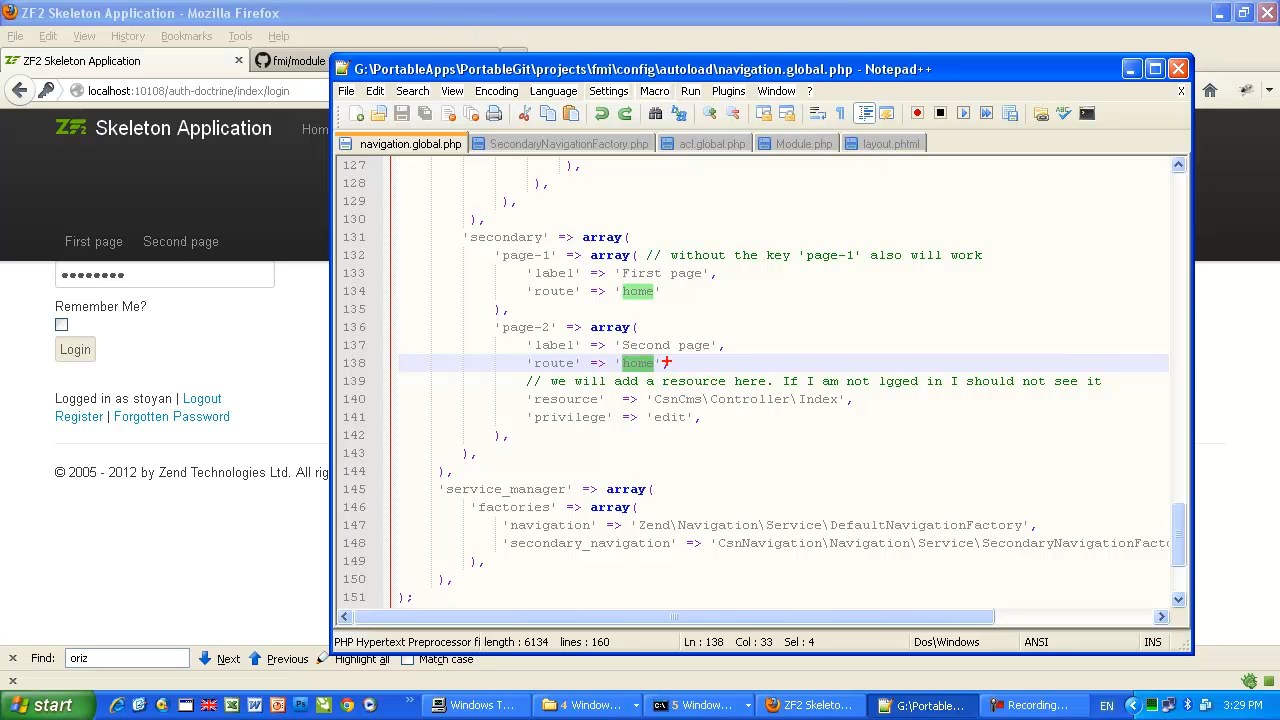 ZF2 Skeleton Application - Mozilla Firefox
File Edit View History Bookmarks Tools Help
ZF2 Skeleton Application
fmi/module
localhost:10108/auth-doctrine/index/login
ZF2 Skeleton Application Hom
First page Second page
••••••••
Remember Me?
Login
Logged in as stoyan | Logout
Register | Forgotten Password
© 2005 - 2012 by Zend Technologies Ltd. All rig
G:\PortableApps\PortableGit\projects\fmi\config\autoload\navigation.global.php - Notepad++
File Edit Search View Encoding Language Settings Macro Run Plugins Window ? X
navigation.global.php SecondaryNavigationFactory.php acl.global.php Module.php layout.phtml
127 ),
128 ),
129 ),
130 ),
131 'secondary' => array(
132 'page-1' => array( // without the key 'page-1' also will work
133 'label' => 'First page',
134 'route' => 'home'
135 ),
136 'page-2' => array(
137 'label' => 'Second page',
138 'route' => 'home',
139 // we will add a resource here. If I am not lgged in I should not see it
140 'resource' => 'CsnCms\Controller\Index',
141 'privilege' => 'edit',
142 ),
143 ),
144 ),
145 'service_manager' => array(
146 'factories' => array(
147 'navigation' => 'Zend\Navigation\Service\DefaultNavigationFactory',
148 'secondary_navigation' => 'CsnNavigation\Navigation\Service\SecondaryNavigationFacto
149 ),
150 ),
151 );
PHP Hypertext Preprocessor fi length : 6134 lines : 160 Ln : 138 Col : 33 Sel : 4 Dos\Windows ANSI INS
Find: oriz Next Previous Highlight all Match case
start Windows T... 4 Window... 5 Window... ZF2 Skeleto... G:\Portable... Recording... EN 3:29 PM